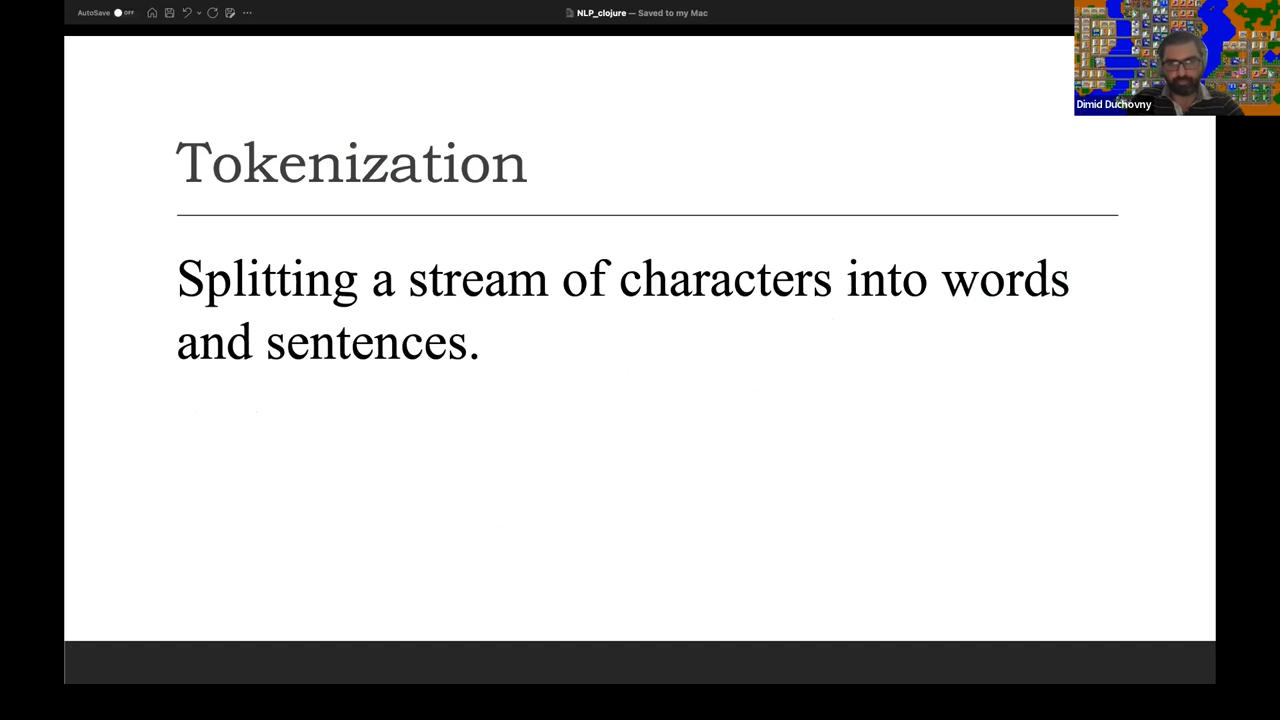 AutoSave OFF
NLP_clojure — Saved to my Mac
Dimid Duchovny
Tokenization
Splitting a stream of characters into words
and sentences.